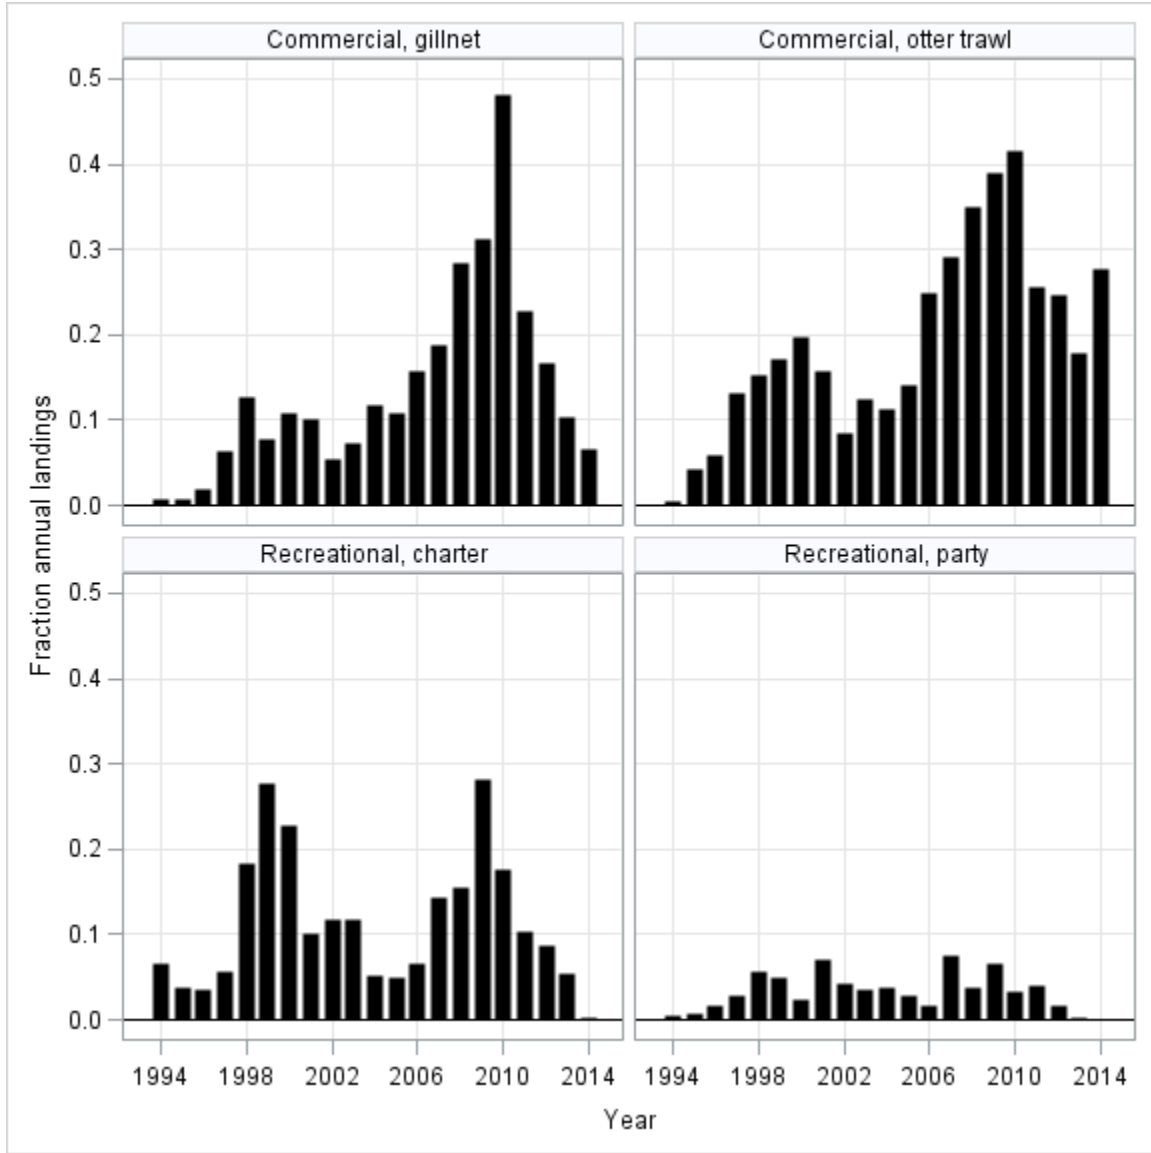 Commercial, gillnet
Commercial, otter trawl
0.5
0.4
0.3
0.2
0.1
0.0
Recreational, charter
Recreational, party
0.5
0.4
0.3
0.2
0.1
0.0
Fraction annual landings
1994 1998 2002 2006 2010 2014 1994 1998 2002 2006 2010 2014
Year